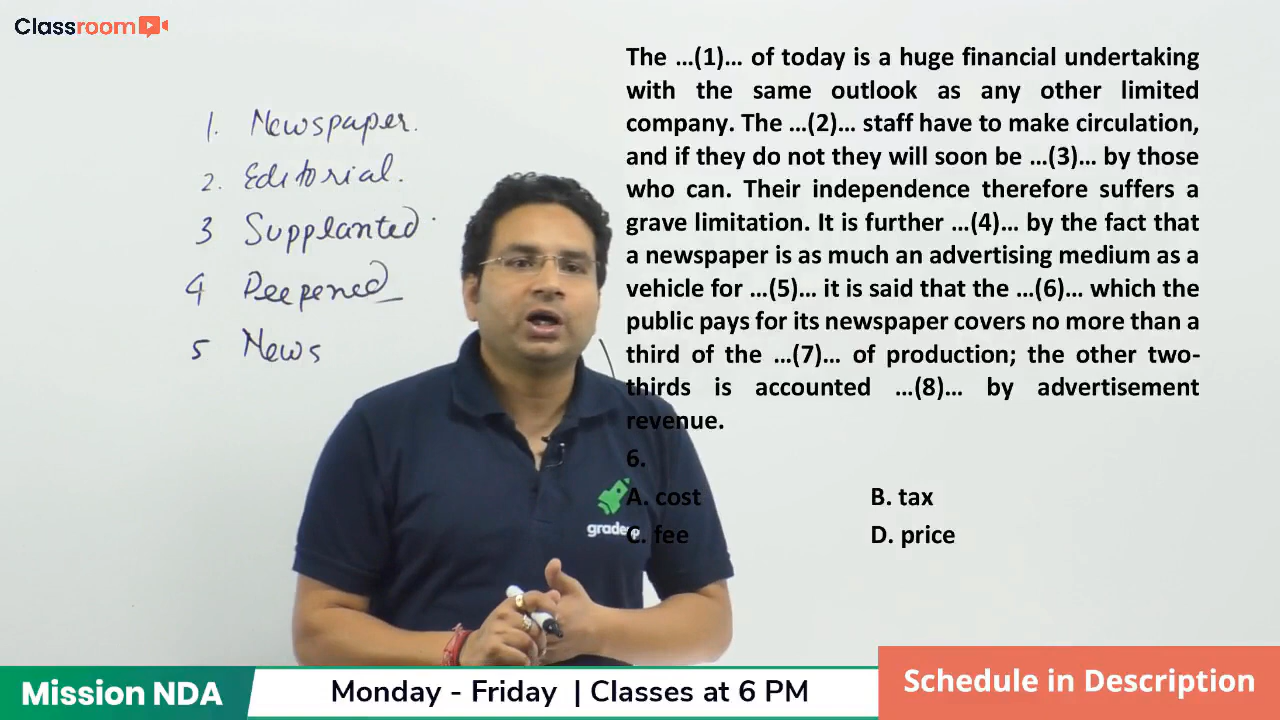 Classroom
The …(1)… of today is a huge financial undertaking
with the same outlook as any other limited
company. The …(2)… staff have to make circulation,
and if they do not they will soon be …(3)… by those
who can. Their independence therefore suffers a
grave limitation. It is further …(4)… by the fact that
a newspaper is as much an advertising medium as a
vehicle for …(5)… it is said that the …(6)… which the
public pays for its newspaper covers no more than a
third of the …(7)… of production; the other two-
thirds is accounted …(8)… by advertisement
revenue.
6.
A. cost B. tax
C. fee D. price
1. Newspaper.
2. Editorial.
3 Supplanted
4 Deepened
5 News
Mission NDA
Monday - Friday | Classes at 6 PM
Schedule in Description